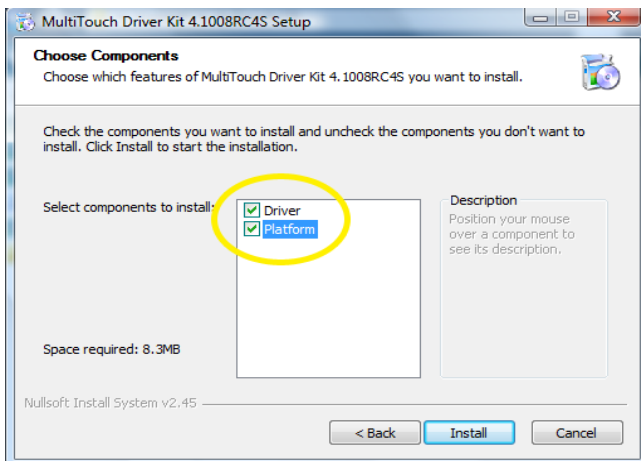 MultiTouch Driver Kit 4.1008RC4S Setup
Choose Components
Choose which features of MultiTouch Driver Kit 4.1008RC4S you want to install.
Check the components you want to install and uncheck the components you don't want to
install. Click Install to start the installation.
Select components to install:
Driver
Platform
Description
Position your mouse
over a component to
see its description.
Space required: 8.3MB
Nullsoft Install System v2.45
< Back
Install
Cancel